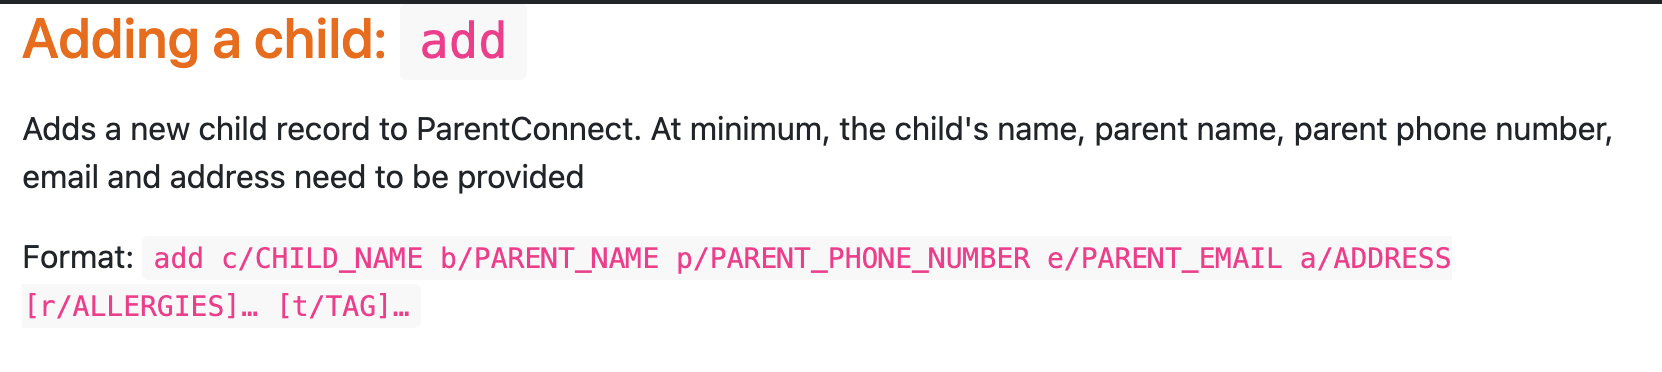 Adding a child: add
Adds a new child record to ParentConnect. At minimum, the child's name, parent name, parent phone number,
email and address need to be provided
Format: add c/CHILD_NAME b/PARENT_NAME p/PARENT_PHONE_NUMBER e/PARENT_EMAIL a/ADDRESS
[r/ALLERGIES]… [t/TAG]…